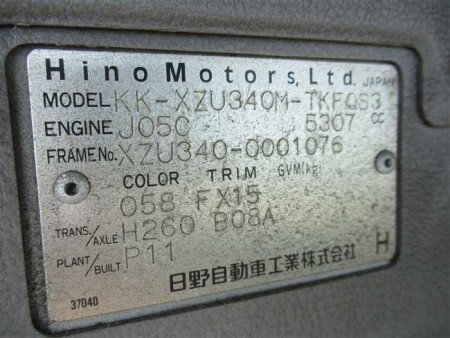 Hino Motors, Ltd. JAPAN
MODEL KK-XZU340M-TKFQS3
ENGINE J05C 5307 cc
FRAME No. XZU340-0001076
COLOR TRIM GVM(kg)
058 FX15
TRANS./AXLE H260 B08A
PLANT/BUILT P11 H
日野自動車工業株式会社
37040